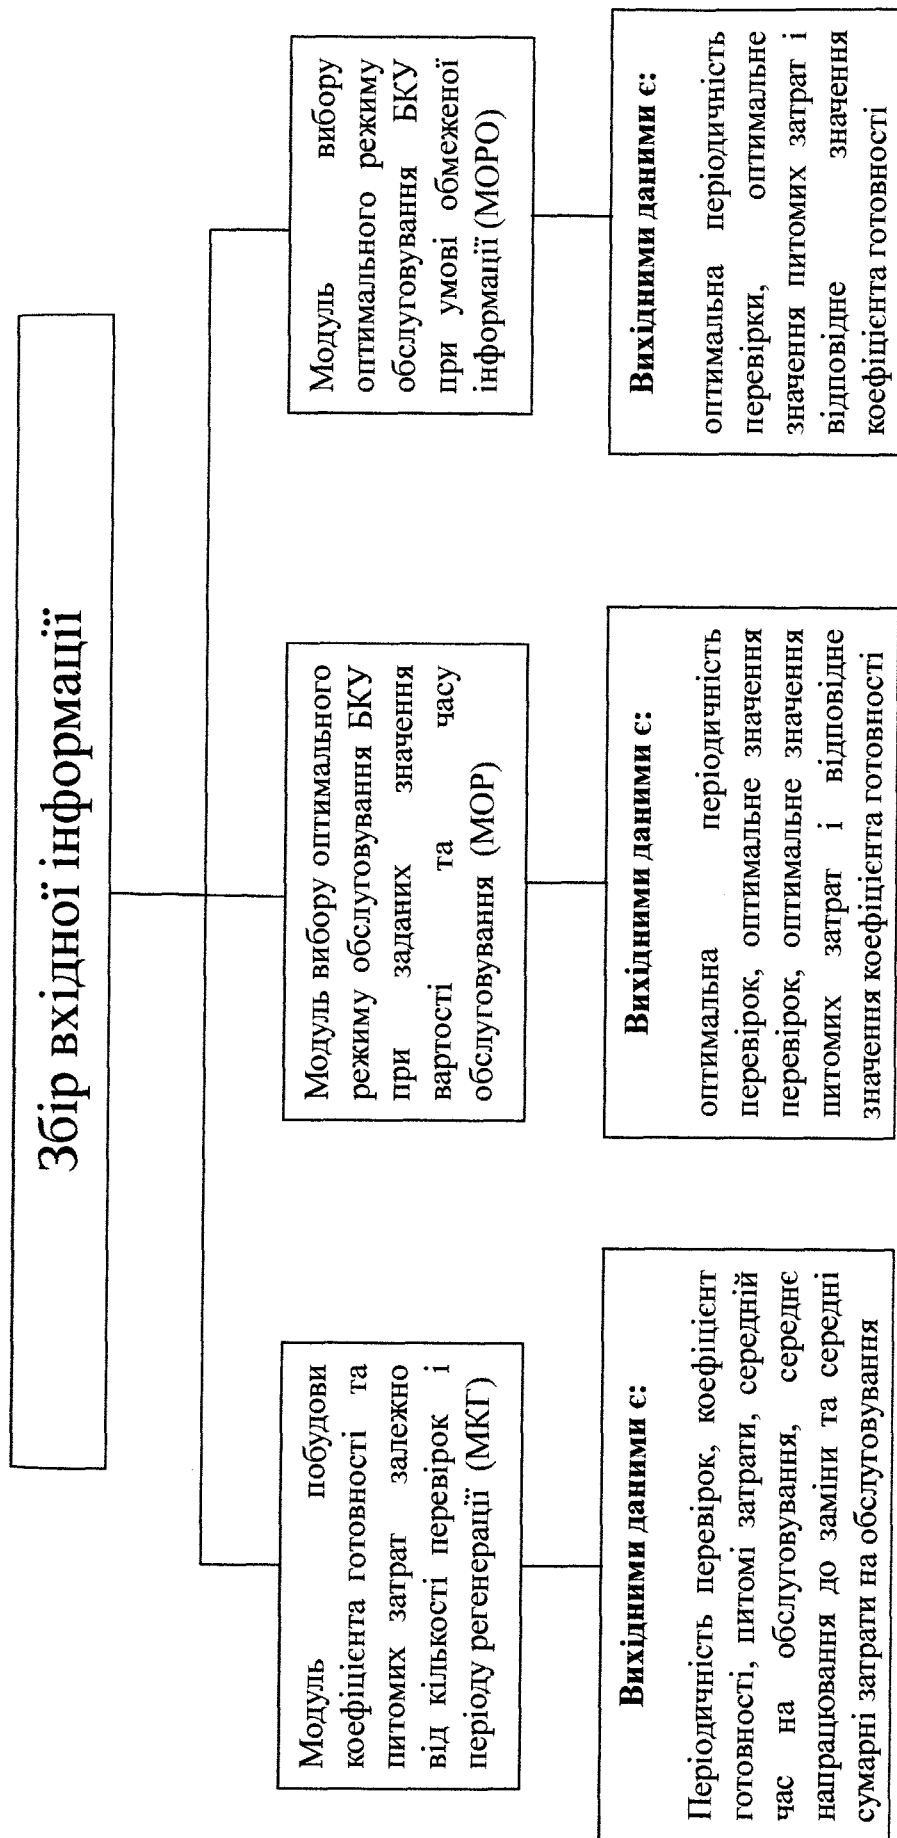 Збір вхідної інформації
Модуль побудови
коефіцієнта готовності та
питомих затрат залежно
від кількості перевірок і
періоду регенерації (МКГ)
Модуль вибору оптимального
режиму обслуговування БКУ
при заданих значення
вартості та часу
обслуговування (МОР)
Модуль вибору
оптимального режиму
обслуговування БКУ
при умові обмеженої
інформації (МОРО)
Вихідними даними є:
Періодичність перевірок, коефіцієнт
готовності, питомі затрати, середній
час на обслуговування, середнє
напрацювання до заміни та середні
сумарні затрати на обслуговування
Вихідними даними є:
оптимальна періодичність
перевірок, оптимальне значення
перевірок, оптимальне значення
питомих затрат і відповідне
значення коефіцієнта готовності
Вихідними даними є:
оптимальна періодичність
перевірки, оптимальне
значення питомих затрат і
відповідне значення
коефіцієнта готовності